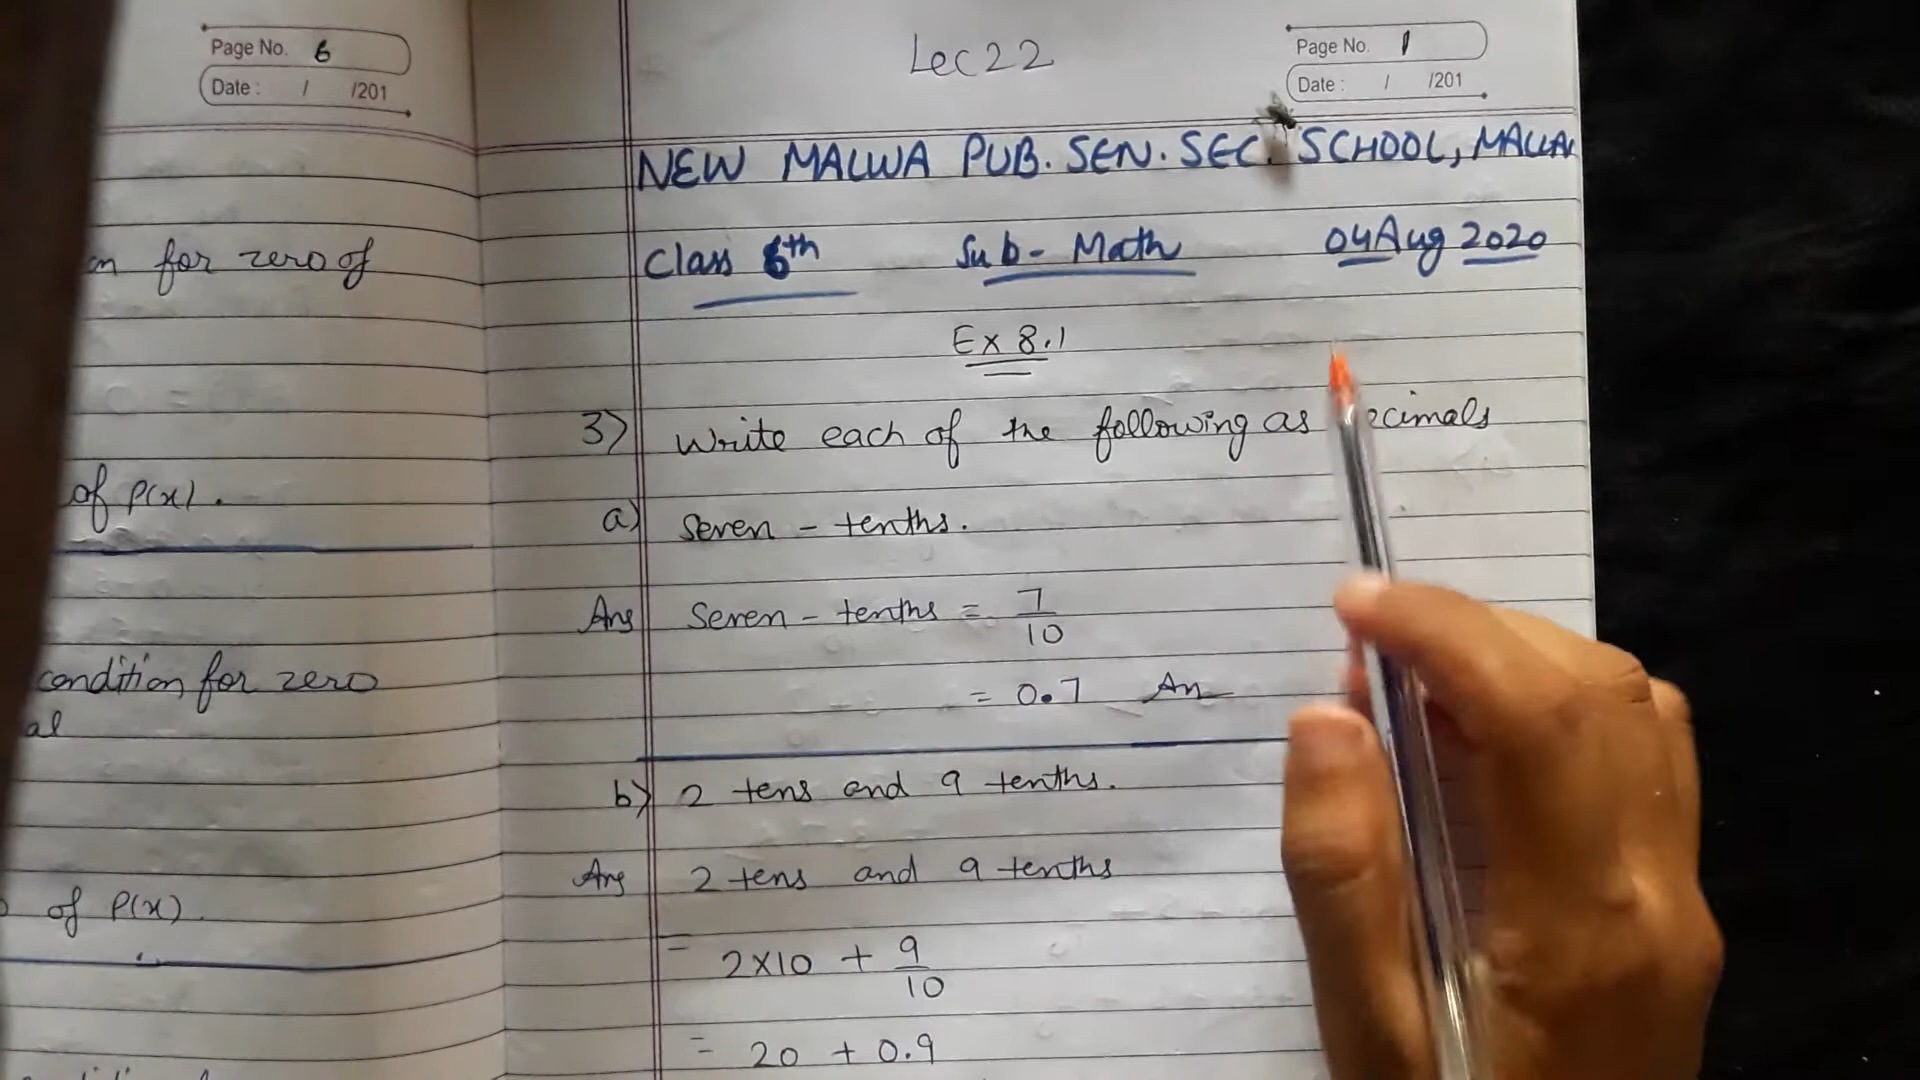 Page No. 6
Date : / /201
m for zero of
of P(x).
condition for zero
al
of P(x).
Lec 22
Page No. 1
Date : / /201
NEW MALWA PUB. SEN. SEC. SCHOOL,
Class 6th Sub- Math 04 Aug 2020
Ex 8.1
3) Write each of the following as ecimals
a) Seven - tenths.
Ans Seven - tenths = 7/10
= 0.7 An
b) 2 tens and 9 tenths.
Ans 2 tens and 9 tenths
= 2×10 + 9/10
= 20 + 0.9